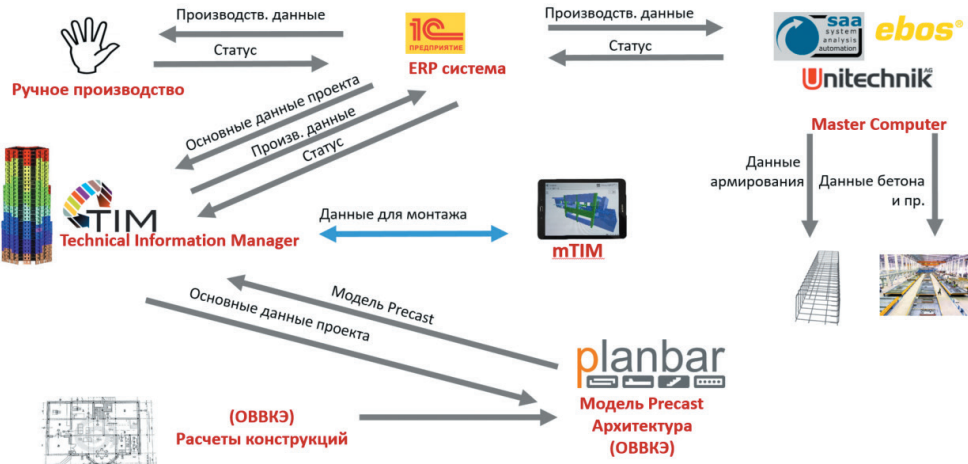 Производств. данные
Статус
Ручное производство
1С
ПРЕДПРИЯТИЕ
ERP система
Производств. данные
Статус
saa
system
analysis
automation
ebos®
Unitechnik AG
Master Computer
Основные данные проекта
Произв. данные
Статус
Данные
армирования
Данные бетона
и пр.
TIM
Technical Information Manager
Данные для монтажа
mTIM
Модель Precast
Основные данные проекта
planbar
Модель Precast
Архитектура
(ОВВКЭ)
(ОВВКЭ)
Расчеты конструкций